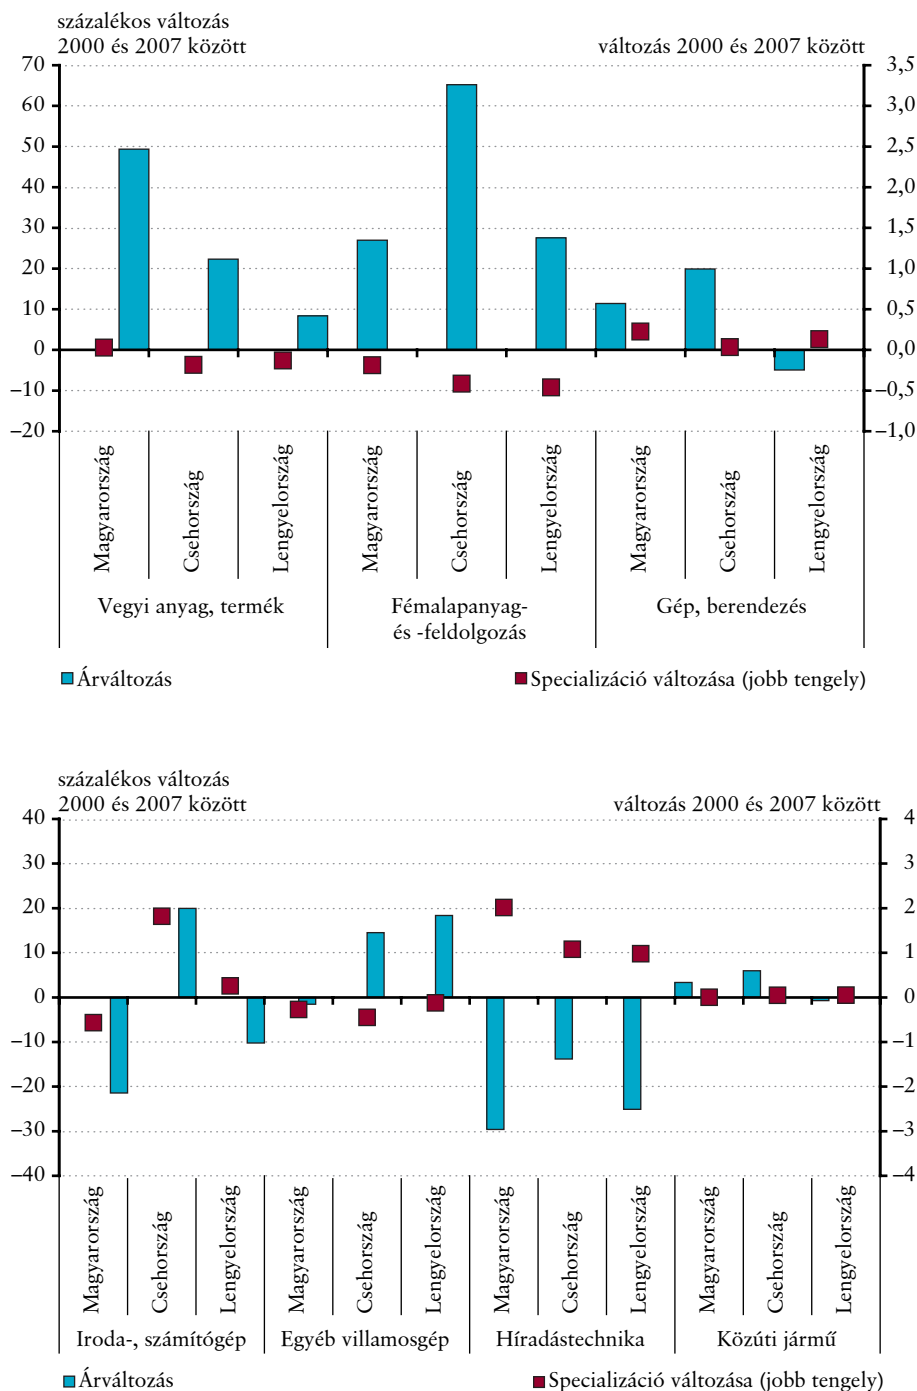 százalékos változás
2000 és 2007 között
változás 2000 és 2007 között
70
60
50
40
30
20
10
0
–10
–20
3,5
3,0
2,5
2,0
1,5
1,0
0,5
0,0
–0,5
–1,0
Magyarország
Csehország
Lengyelország
Magyarország
Csehország
Lengyelország
Magyarország
Csehország
Lengyelország
Vegyi anyag, termék
Fémalapanyag-
és -feldolgozás
Gép, berendezés
Árváltozás
Specializáció változása (jobb tengely)
százalékos változás
2000 és 2007 között
változás 2000 és 2007 között
40
30
20
10
0
–10
–20
–30
–40
4
3
2
1
0
–1
–2
–3
–4
Magyarország
Csehország
Lengyelország
Magyarország
Csehország
Lengyelország
Magyarország
Csehország
Lengyelország
Magyarország
Csehország
Lengyelország
Iroda-, számítógép
Egyéb villamosgép
Híradástechnika
Közúti jármű
Árváltozás
Specializáció változása (jobb tengely)